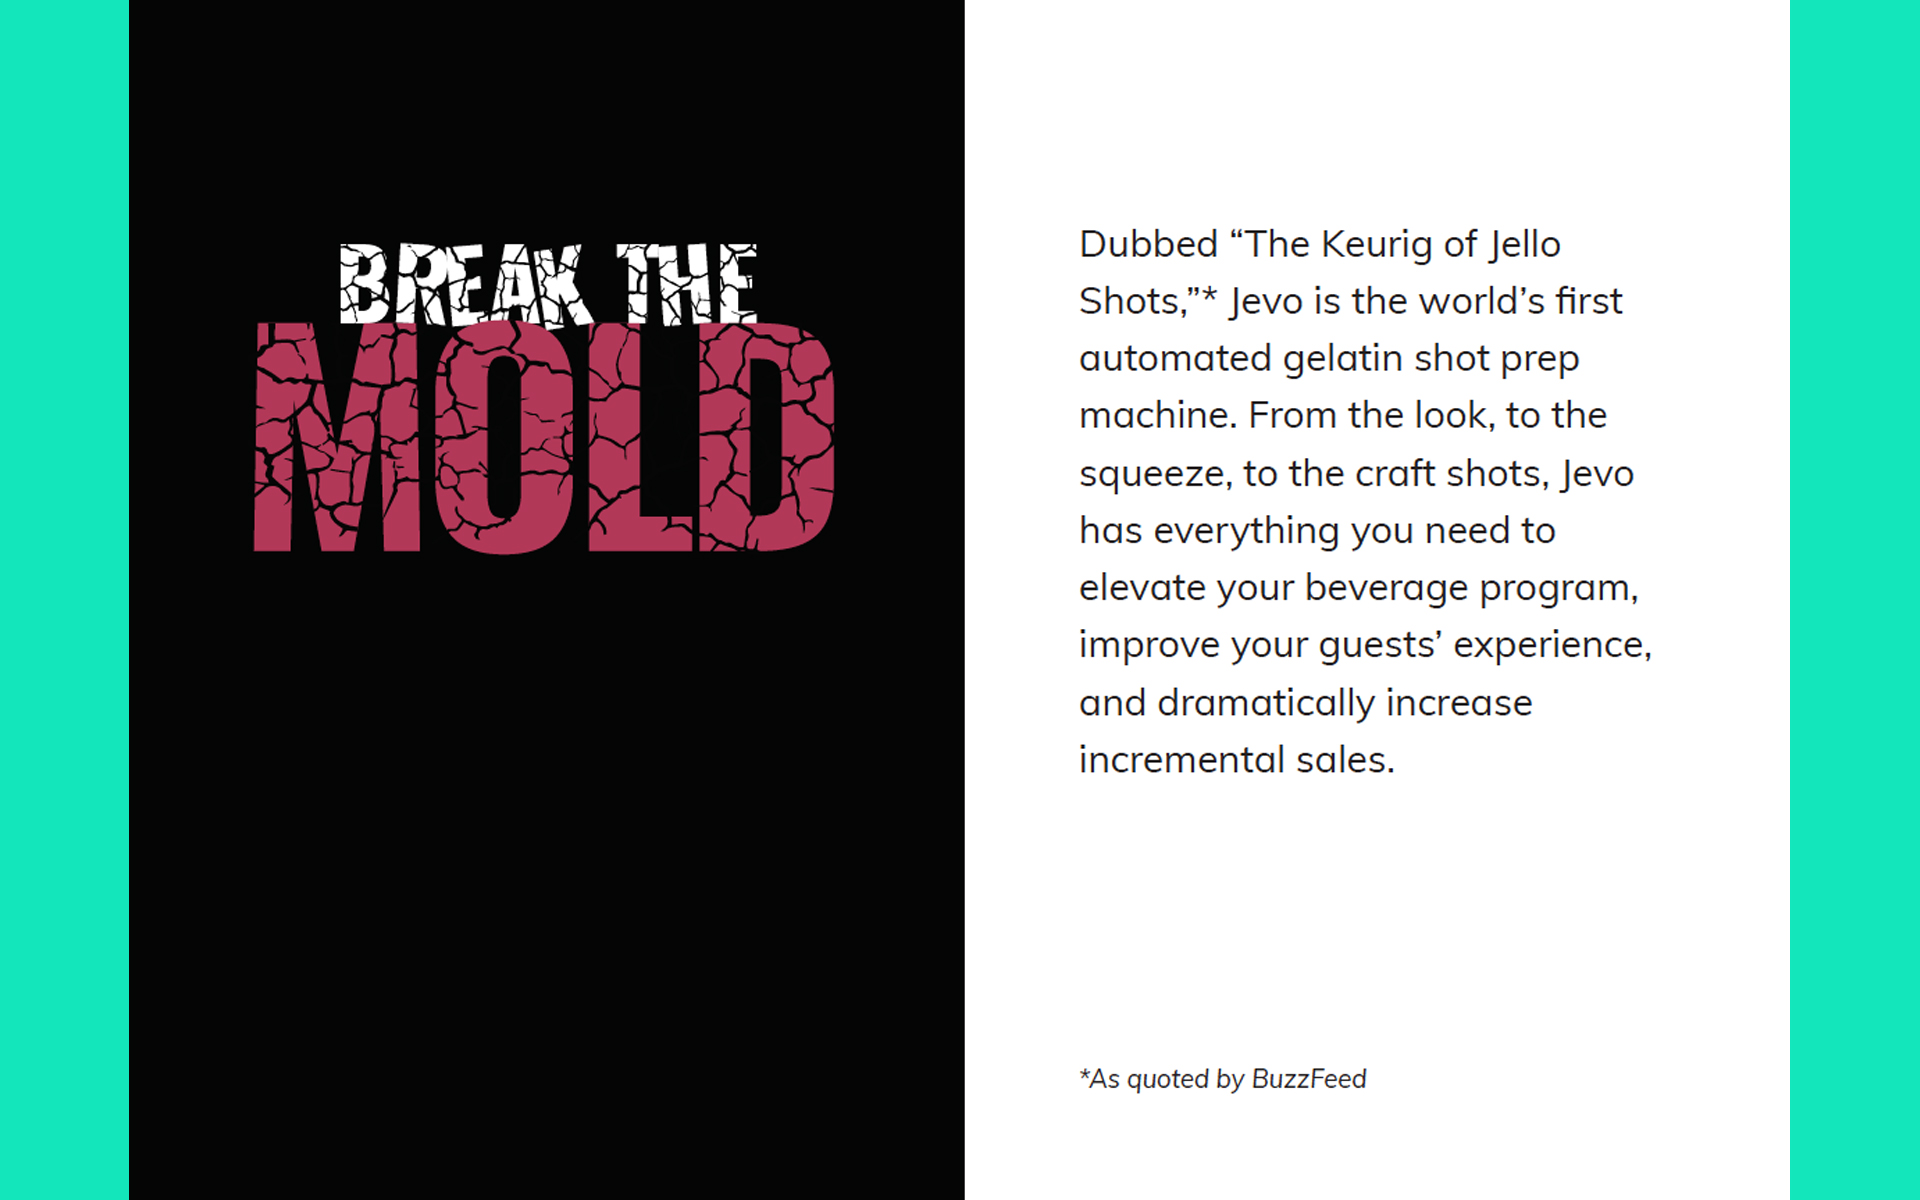 BREAK THE
MOLD
Dubbed “The Keurig of Jello
Shots,”* Jevo is the world’s first
automated gelatin shot prep
machine. From the look, to the
squeeze, to the craft shots, Jevo
has everything you need to
elevate your beverage program,
improve your guests’ experience,
and dramatically increase
incremental sales.
*As quoted by BuzzFeed